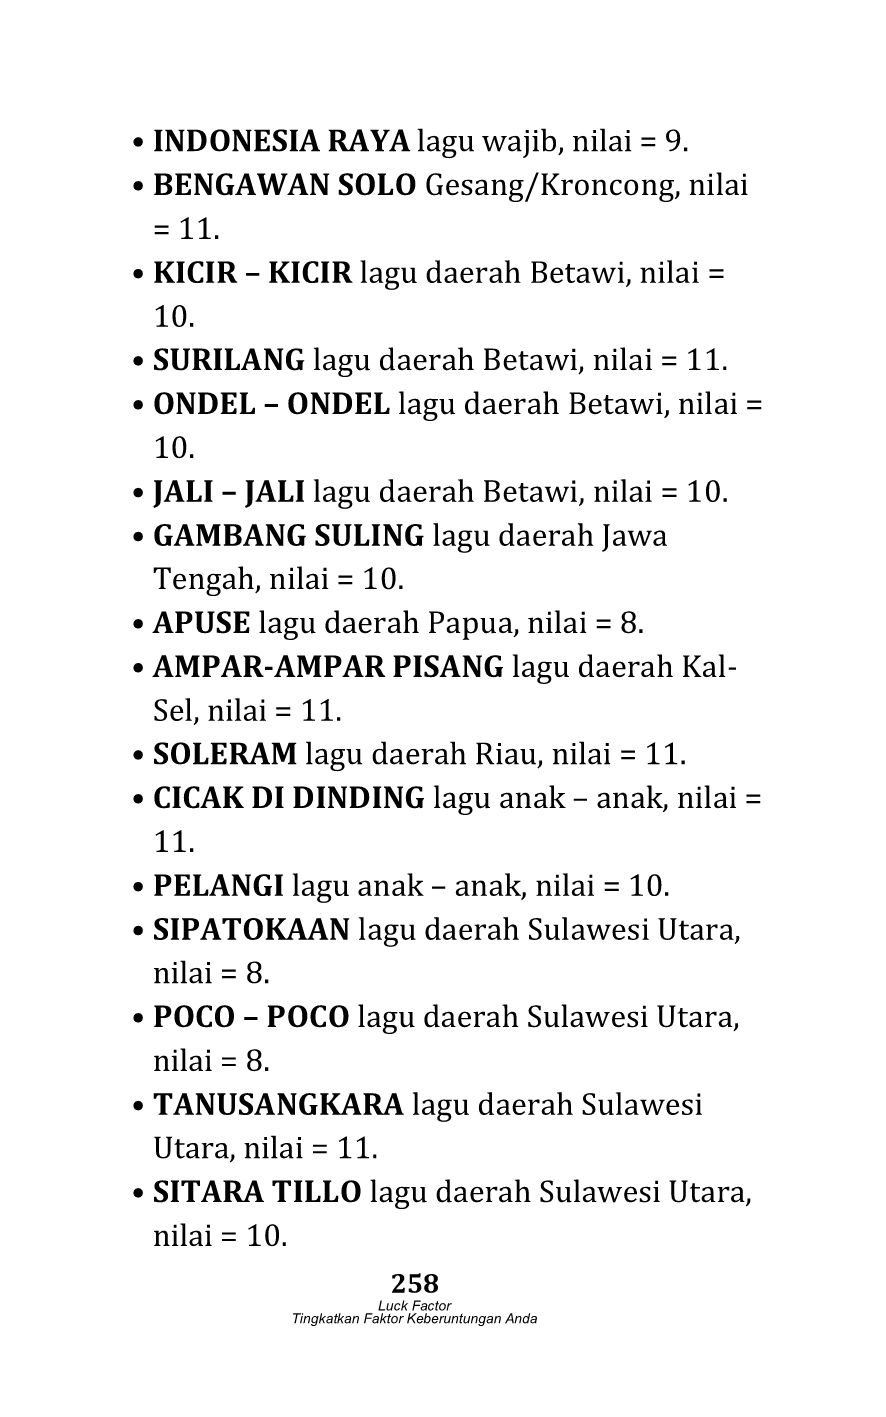 • INDONESIA RAYA lagu wajib, nilai = 9.
• BENGAWAN SOLO Gesang/Kroncong, nilai
= 11.
• KICIR – KICIR lagu daerah Betawi, nilai =
10.
• SURILANG lagu daerah Betawi, nilai = 11.
• ONDEL – ONDEL lagu daerah Betawi, nilai =
10.
• JALI – JALI lagu daerah Betawi, nilai = 10.
• GAMBANG SULING lagu daerah Jawa
Tengah, nilai = 10.
• APUSE lagu daerah Papua, nilai = 8.
• AMPAR-AMPAR PISANG lagu daerah Kal-
Sel, nilai = 11.
• SOLERAM lagu daerah Riau, nilai = 11.
• CICAK DI DINDING lagu anak – anak, nilai =
11.
• PELANGI lagu anak – anak, nilai = 10.
• SIPATOKAAN lagu daerah Sulawesi Utara,
nilai = 8.
• POCO – POCO lagu daerah Sulawesi Utara,
nilai = 8.
• TANUSANGKARA lagu daerah Sulawesi
Utara, nilai = 11.
• SITARA TILLO lagu daerah Sulawesi Utara,
nilai = 10.
258
Luck Factor
Tingkatkan Faktor Keberuntungan Anda